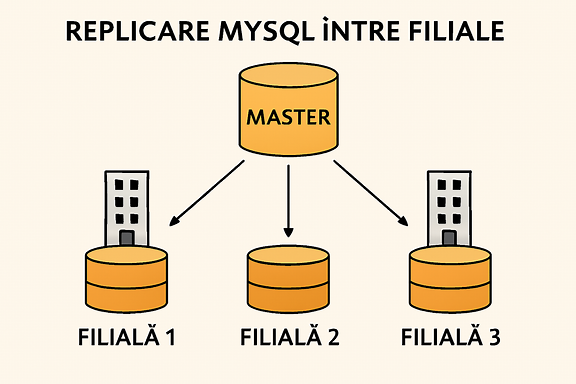 REPLICARE MYSQL ÎNTRE FILIALE
MASTER
FILIALĂ 1
FILIALĂ 2
FILIALĂ 3